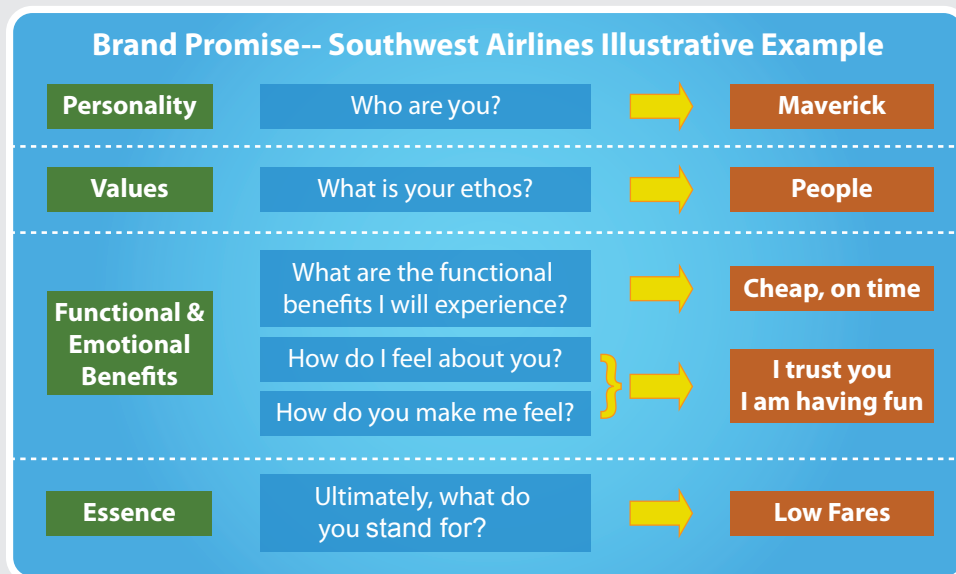 Brand Promise-- Southwest Airlines Illustrative Example
Personality
Who are you?
Maverick
Values
What is your ethos?
People
Functional &
Emotional
Benefits
What are the functional
benefits I will experience?
Cheap, on time
How do I feel about you?
How do you make me feel?
I trust you
I am having fun
Essence
Ultimately, what do
you stand for?
Low Fares